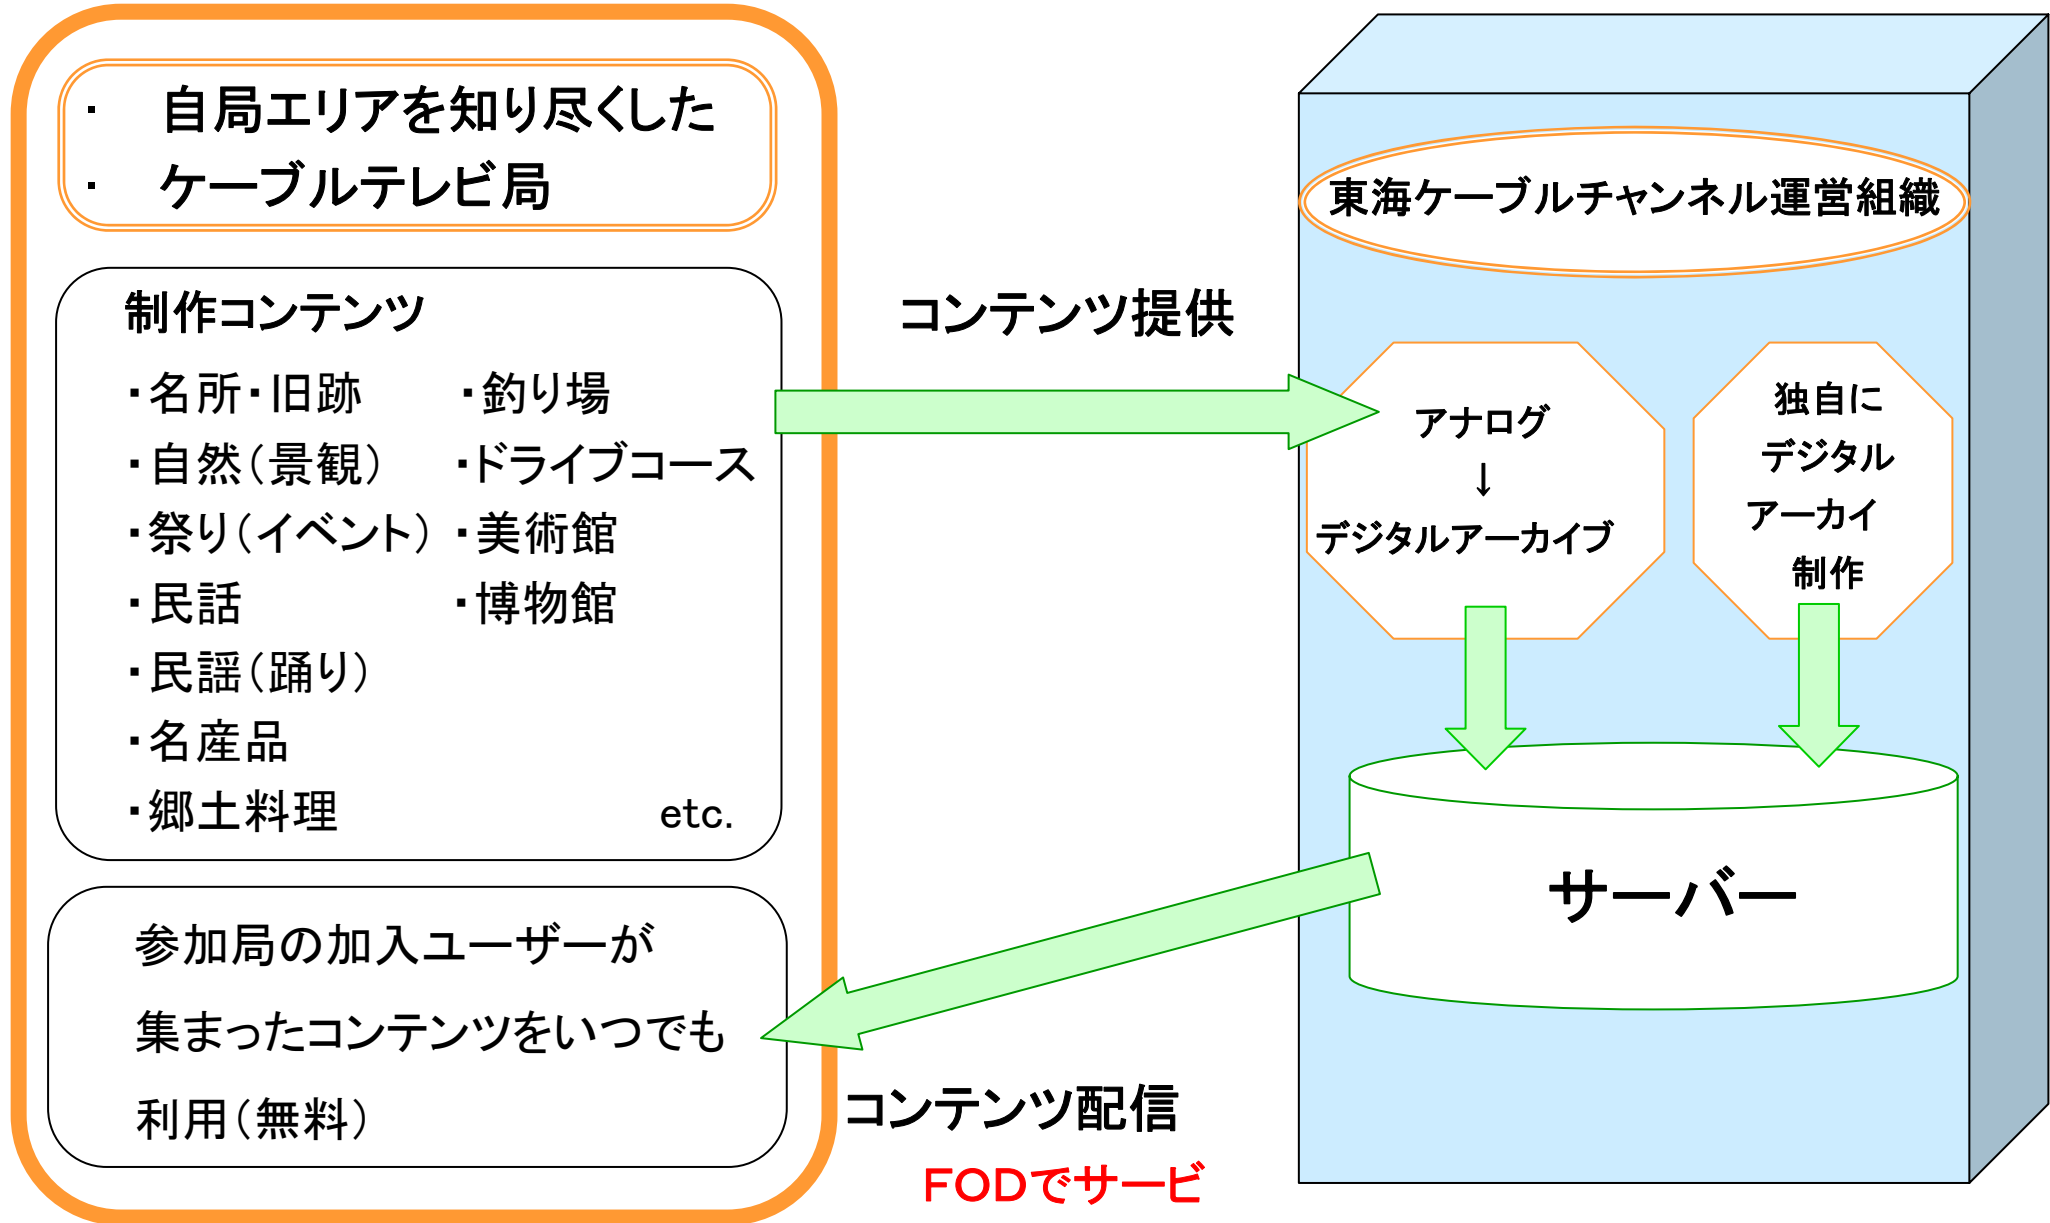 ・　自局エリアを知り尽くした
・　ケーブルテレビ局
制作コンテンツ
・名所・旧跡　　・釣り場
・自然（景観）　・ドライブコース
・祭り（イベント）・美術館
・民話　　　　　・博物館
・民謡（踊り）
・名産品
・郷土料理　　　　　　　etc.
参加局の加入ユーザーが
集まったコンテンツをいつでも
利用（無料）
コンテンツ提供
コンテンツ配信
ＦＯＤでサービ
東海ケーブルチャンネル運営組織
アナログ
↓
デジタルアーカイブ
独自に
デジタル
アーカイ
制作
サーバー